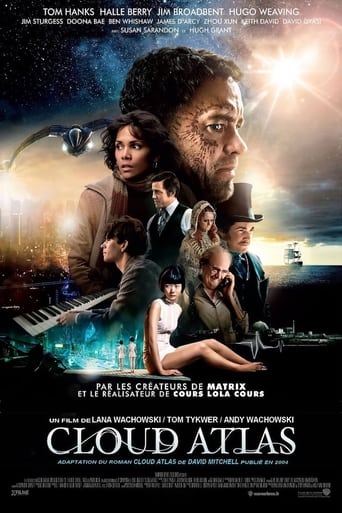 TOM HANKS HALLE BERRY JIM BROADBENT HUGO WEAVING
JIM STURGESS DOONA BAE BEN WHISHAW JAMES D'ARCY ZHOU XUN KEITH DAVID DAVID GYASI
AVEC SUSAN SARANDON ET HUGH GRANT
PAR LES CRÉATEURS DE MATRIX
ET LE RÉALISATEUR DE COURS LOLA COURS
UN FILM DE LANA WACHOWSKI / TOM TYKWER / ANDY WACHOWSKI
CLOUD ATLAS
ADAPTATION DU ROMAN CLOUD ATLAS DE DAVID MITCHELL PUBLIÉ EN 2004